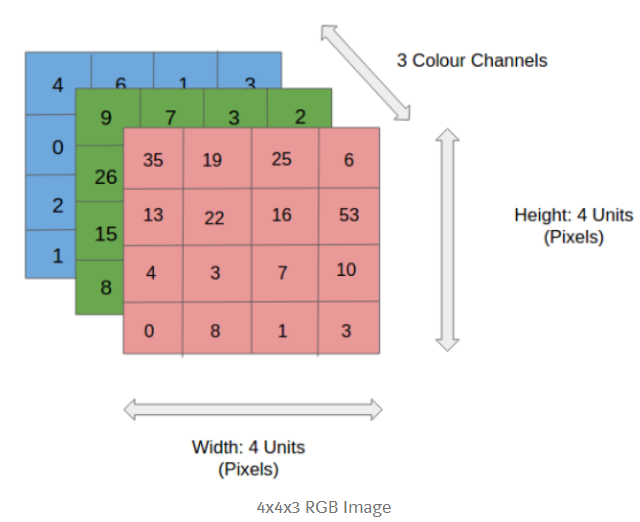 3 Colour Channels
4 6 1 3
9 7 3 2
0
35 19 25 6
26
2
13 22 16 53
15
1
4 3 7 10
8
0 8 1 3
Height: 4 Units
(Pixels)
Width: 4 Units
(Pixels)
4x4x3 RGB Image